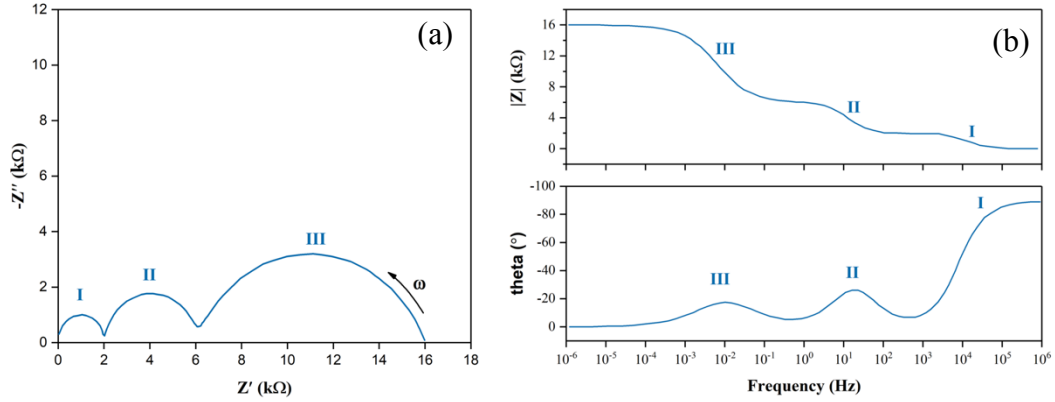 (a)
12
10
8
6
4
2
0
-Z″ (kΩ)
I
II
III
ω
0 2 4 6 8 10 12 14 16 18
Z′ (kΩ)
(b)
16
12
8
4
0
|Z| (kΩ)
III
II
I
-100
-80
-60
-40
-20
0
theta (°)
III
II
I
10⁻⁶ 10⁻⁵ 10⁻⁴ 10⁻³ 10⁻² 10⁻¹ 10⁰ 10¹ 10² 10³ 10⁴ 10⁵ 10⁶
Frequency (Hz)